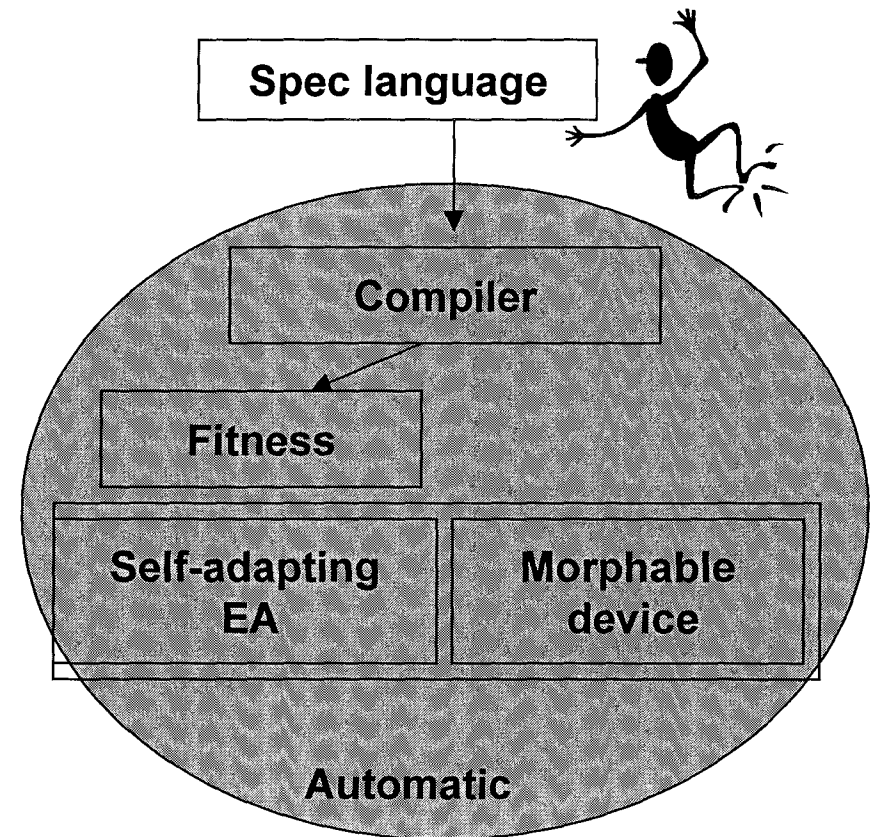 Spec language
Compiler
Fitness
Self-adapting
EA
Morphable
device
Automatic